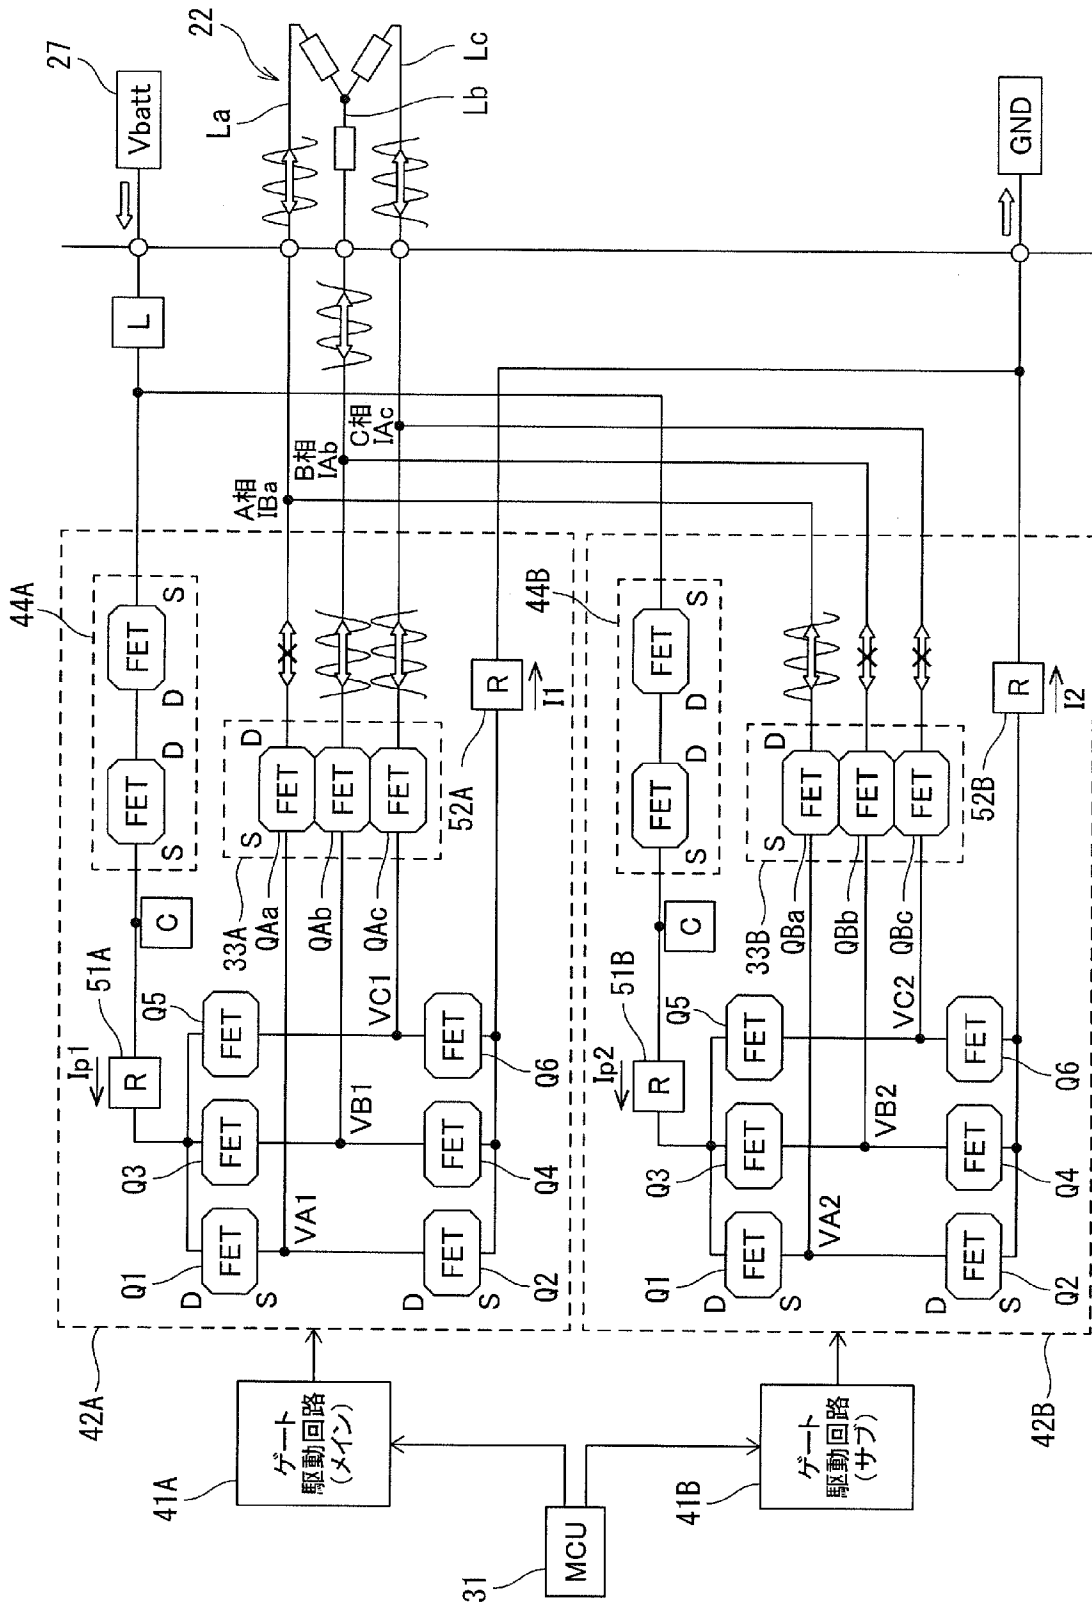 27
Vbatt
22
La
Lb
Lc
GND
L
A相
IBa
B相
IAb
C相
IAc
44A
S
FET
D
D
FET
S
C
51A
Ip1
R
33A
S
D
FET
FET
FET
QAa
QAb
QAc
52A
R
I1
Q5
FET
Q3
FET
Q1
FET
D
S
VA1
VB1
VC1
Q6
FET
Q4
FET
Q2
FET
D
S
42A
44B
S
FET
D
D
FET
S
C
51B
Ip2
R
33B
S
D
FET
FET
FET
QBa
QBb
QBc
52B
R
I2
Q5
FET
Q3
FET
Q1
FET
D
S
VA2
VB2
VC2
Q6
FET
Q4
FET
Q2
FET
D
S
42B
41A
ゲート
駆動回路
(メイン)
41B
ゲート
駆動回路
(サブ)
31
MCU